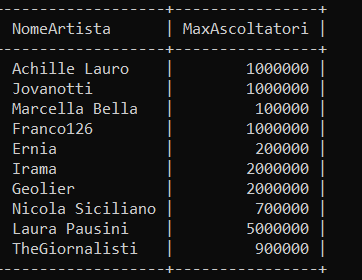 NomeArtista | MaxAscoltatori |
Achille Lauro | 1000000 |
Jovanotti | 1000000 |
Marcella Bella | 100000 |
Franco126 | 1000000 |
Ernia | 200000 |
Irama | 2000000 |
Geolier | 2000000 |
Nicola Siciliano | 700000 |
Laura Pausini | 5000000 |
TheGiornalisti | 900000 |